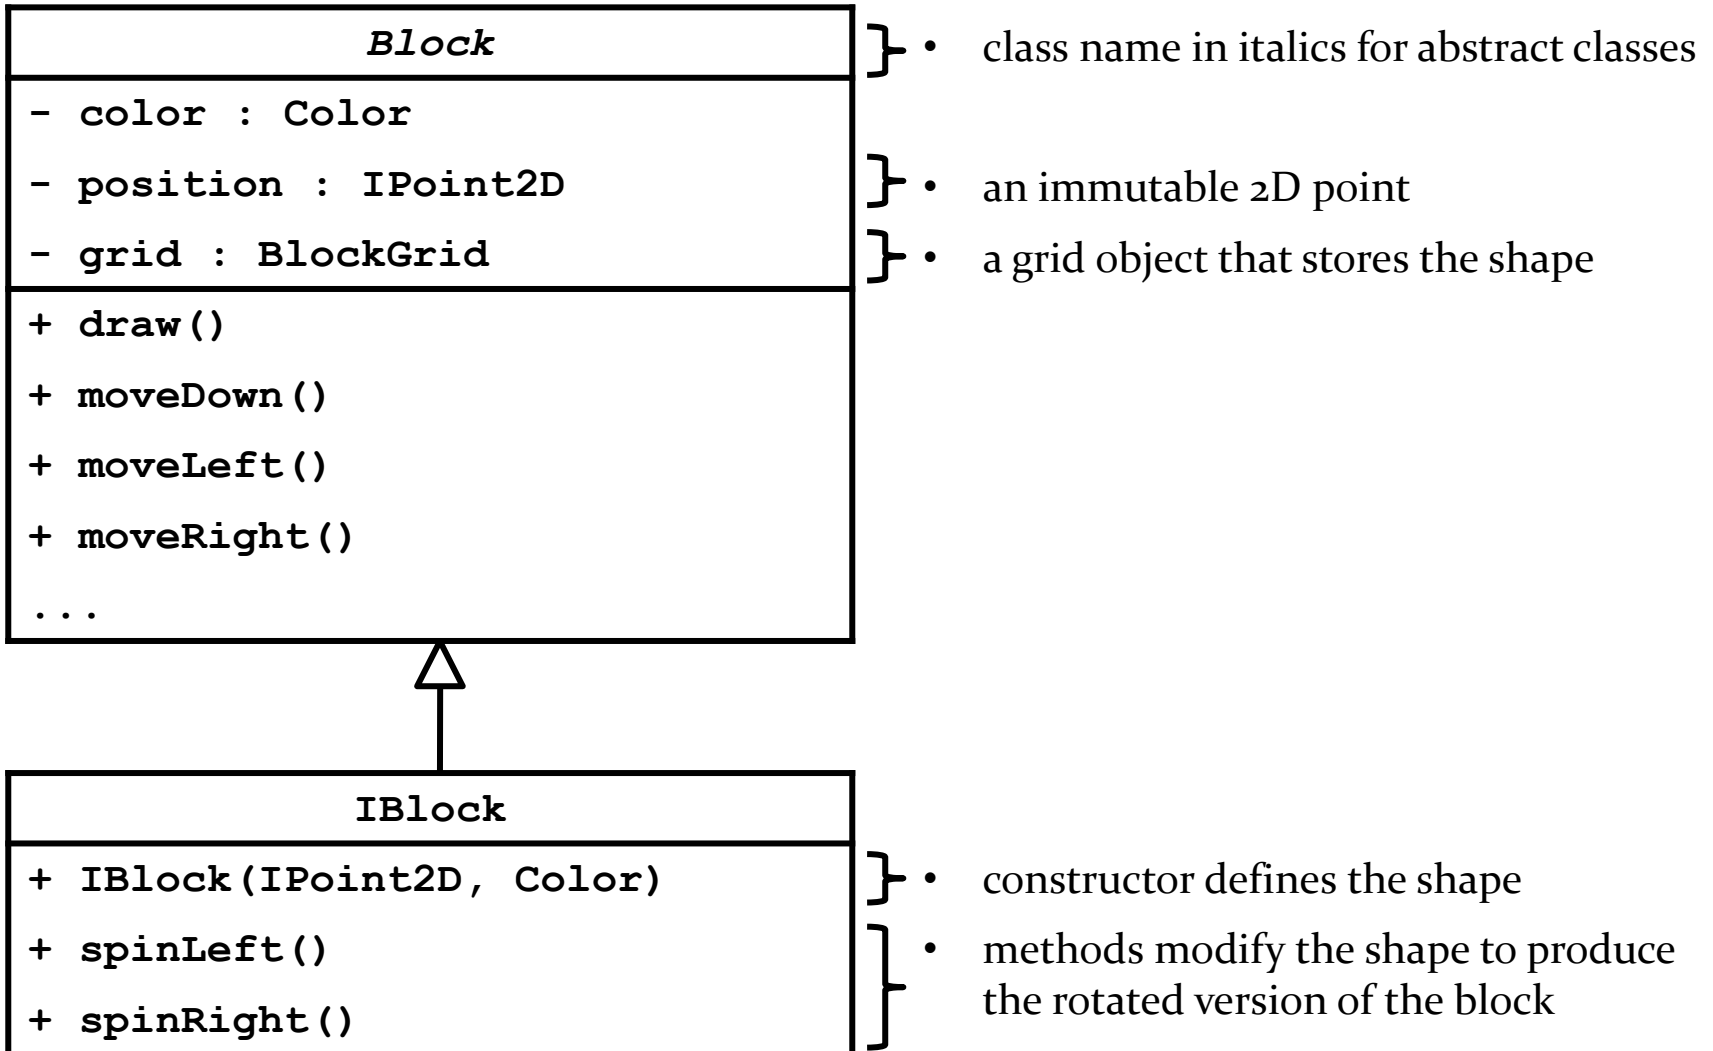 Block
• class name in italics for abstract classes
- color : Color
- position : IPoint2D
• an immutable 2D point
- grid : BlockGrid
• a grid object that stores the shape
+ draw()
+ moveDown()
+ moveLeft()
+ moveRight()
...
IBlock
+ IBlock(IPoint2D, Color)
• constructor defines the shape
+ spinLeft()
• methods modify the shape to produce
the rotated version of the block
+ spinRight()